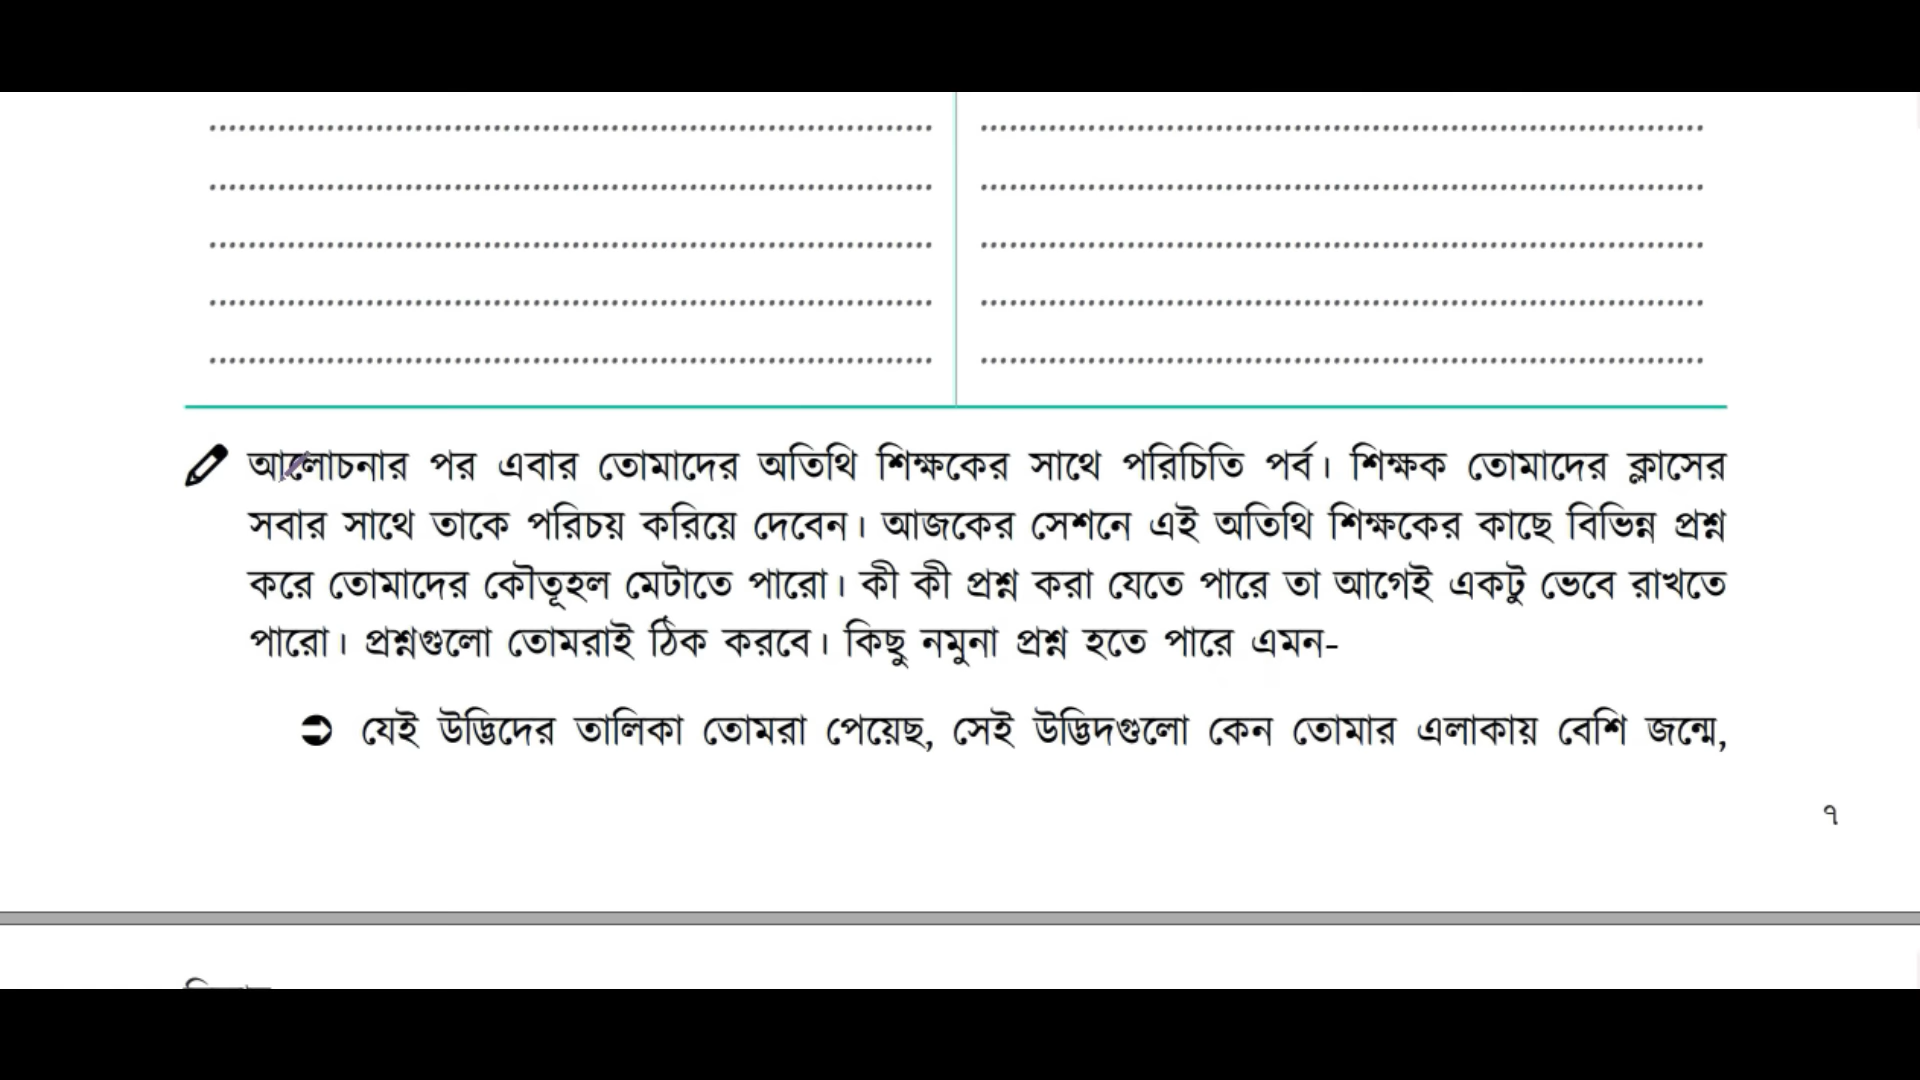 আলোচনার পর এবার তোমাদের অতিথি শিক্ষকের সাথে পরিচিতি পর্ব। শিক্ষক তোমাদের ক্লাসের
সবার সাথে তাকে পরিচয় করিয়ে দেবেন। আজকের সেশনে এই অতিথি শিক্ষকের কাছে বিভিন্ন প্রশ্ন
করে তোমাদের কৌতূহল মেটাতে পারো। কী কী প্রশ্ন করা যেতে পারে তা আগেই একটু ভেবে রাখতে
পারো। প্রশ্নগুলো তোমরাই ঠিক করবে। কিছু নমুনা প্রশ্ন হতে পারে এমন-
যেই উদ্ভিদের তালিকা তোমরা পেয়েছ, সেই উদ্ভিদগুলো কেন তোমার এলাকায় বেশি জন্মে,
৭